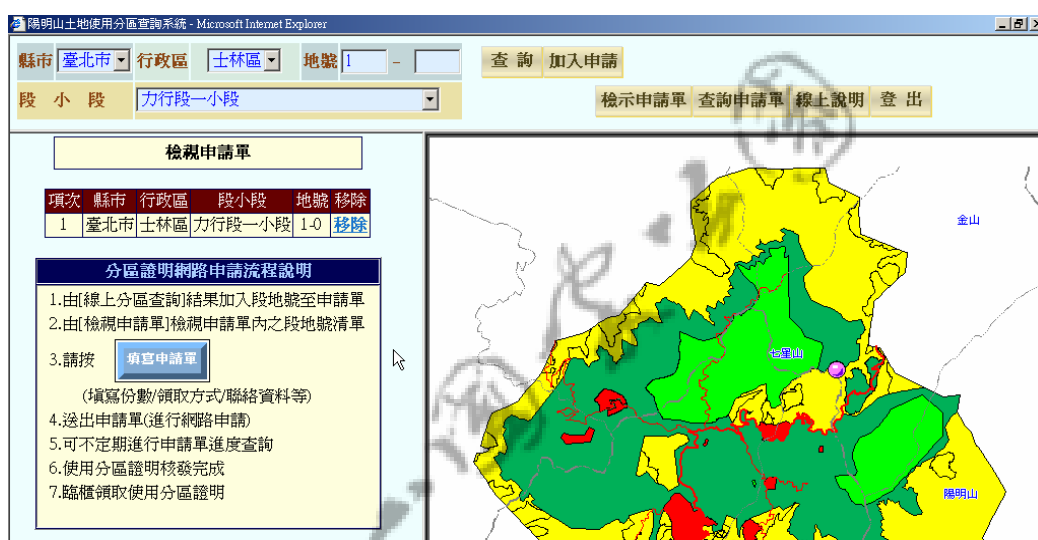 陽明山土地使用分區查詢系統 - Microsoft Internet Explorer
縣市 臺北市 行政區 士林區 地號 1 - 查 詢 加入申請
段 小 段 力行段一小段
檢示申請單 查詢申請單 線上說明 登 出
檢視申請單
項次 縣市 行政區 段小段 地號 移除
1 臺北市 士林區 力行段一小段 1-0 移除
分區證明網路申請流程說明
1.由[線上分區查詢]結果加入段地號至申請單
2.由[檢視申請單]檢視申請單內之段地號清單
3.請按 填寫申請單
(填寫份數/領取方式/聯絡資料等)
4.送出申請單(進行網路申請)
5.可不定期進行申請單進度查詢
6.使用分區證明核發完成
7.臨櫃領取使用分區證明
金山
七星山
陽明山